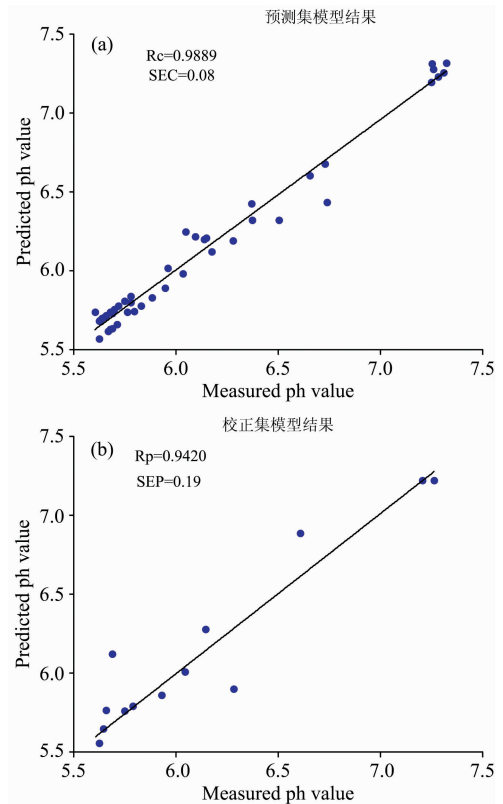 预测集模型结果
(a)
Rc=0.9889
SEC=0.08
7.5
7.0
6.5
6.0
5.5
Predicted ph value
5.5 6.0 6.5 7.0 7.5
Measured ph value
校正集模型结果
(b)
Rp=0.9420
SEP=0.19
7.5
7.0
6.5
6.0
5.5
Predicted ph value
5.5 6.0 6.5 7.0 7.5
Measured ph value